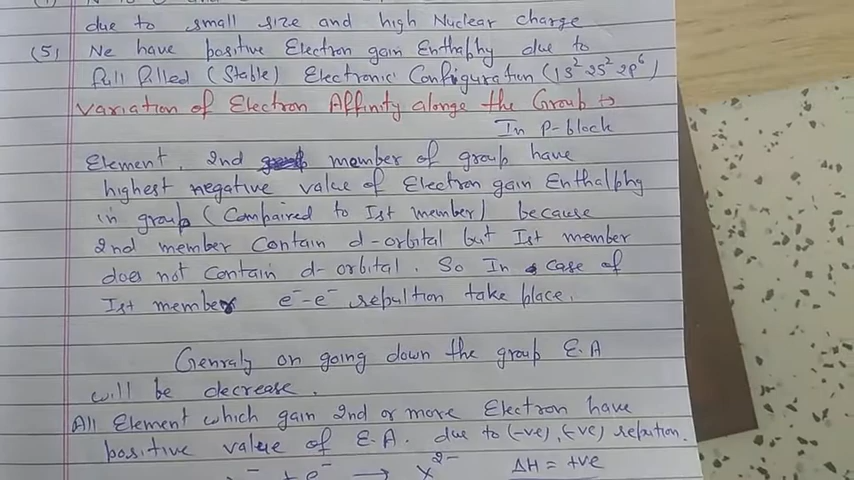 due to small size and high Nuclear charge
(5) Ne have positive Electron gain Enthaphy due to
full filled (Stable) Electronic Configuration (1s² 2s² 2p⁶)
Variation of Electron Affinity alonge the Group →
In P-block
Element, 2nd member of group have
highest negative value of Electron gain Enthalphy
in group (Compaired to Ist member) because
2nd member contain d-orbital but Ist member
does not contain d-orbital. So In case of
Ist member e⁻-e⁻ repultion take place.
Genraly on going down the group E.A
will be decrease.
All Element which gain 2nd or more Electron have
positive value of E.A. due to (-ve), (-ve) repution.
⁻ + e⁻ → X²⁻ ΔH = +ve